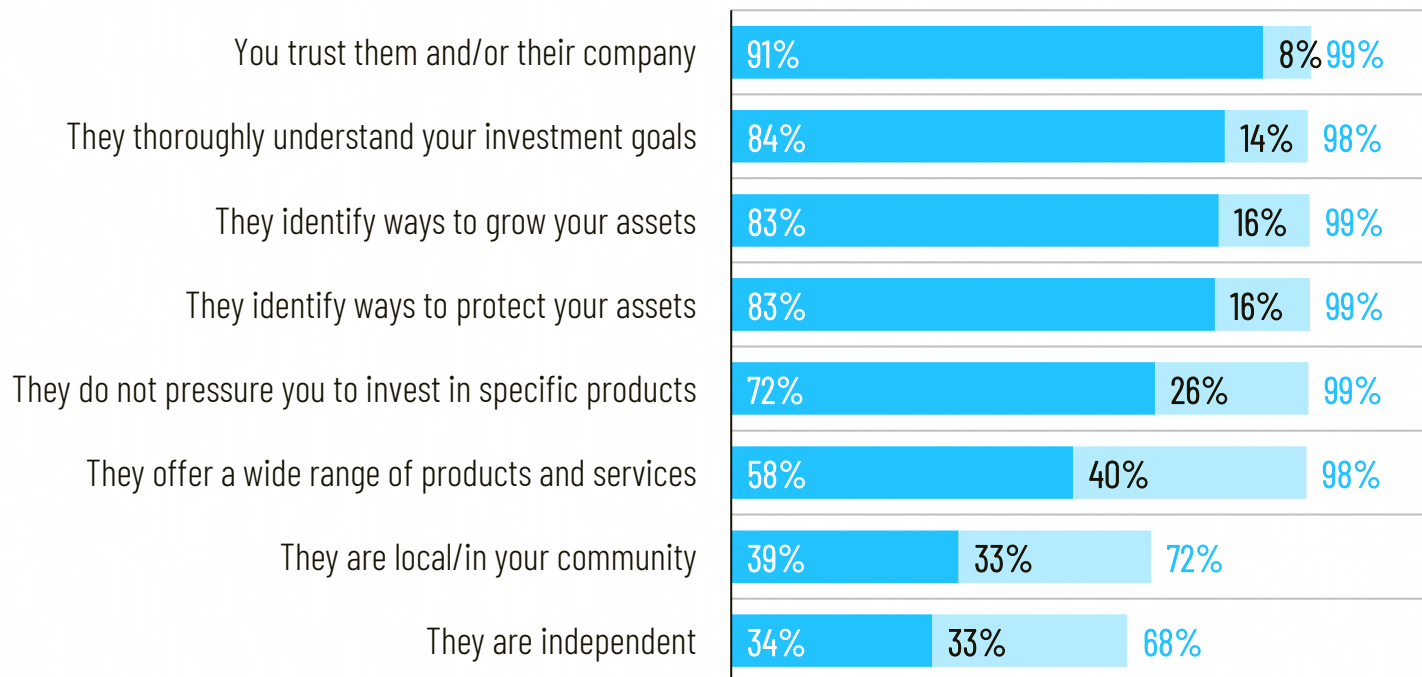 You trust them and/or their company 91% 8% 99%
They thoroughly understand your investment goals 84% 14% 98%
They identify ways to grow your assets 83% 16% 99%
They identify ways to protect your assets 83% 16% 99%
They do not pressure you to invest in specific products 72% 26% 99%
They offer a wide range of products and services 58% 40% 98%
They are local/in your community 39% 33% 72%
They are independent 34% 33% 68%